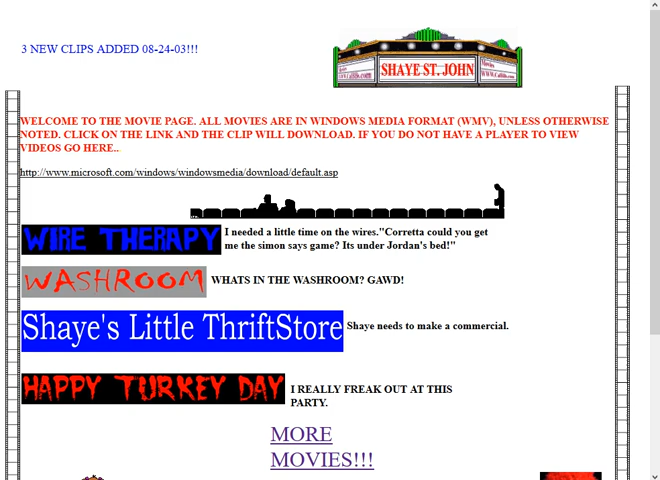 3 NEW CLIPS ADDED 08-24-03!!!
SHAYE ST. JOHN
WELCOME TO THE MOVIE PAGE. ALL MOVIES ARE IN WINDOWS MEDIA FORMAT (WMV), UNLESS OTHERWISE
NOTED. CLICK ON THE LINK AND THE CLIP WILL DOWNLOAD. IF YOU DO NOT HAVE A PLAYER TO VIEW
VIDEOS GO HERE..
http://www.microsoft.com/windows/windowsmedia/download/default.asp
WIRE THERAPY
I needed a little time on the wires."Corretta could you get
me the simon says game? Its under Jordan's bed!"
WASHROOM
WHATS IN THE WASHROOM? GAWD!
Shaye's Little ThriftStore
Shaye needs to make a commercial.
HAPPY TURKEY DAY
I REALLY FREAK OUT AT THIS
PARTY.
MORE
MOVIES!!!